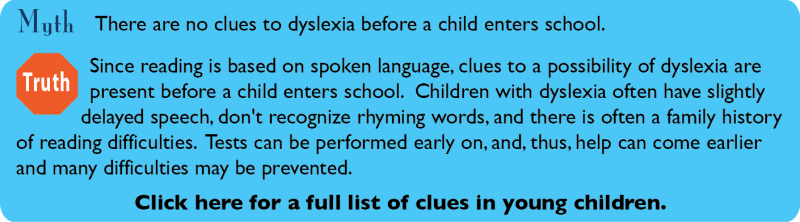 Myth There are no clues to dyslexia before a child enters school.
Truth Since reading is based on spoken language, clues to a possibility of dyslexia are
present before a child enters school. Children with dyslexia often have slightly
delayed speech, don't recognize rhyming words, and there is often a family history
of reading difficulties. Tests can be performed early on, and, thus, help can come earlier
and many difficulties may be prevented.
Click here for a full list of clues in young children.